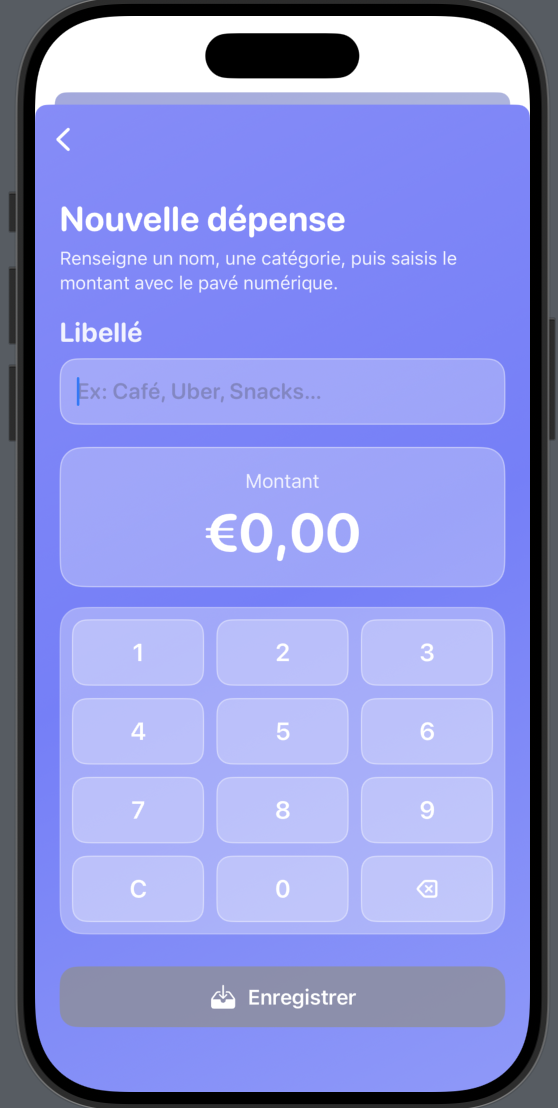 Nouvelle dépense
Renseigne un nom, une catégorie, puis saisis le
montant avec le pavé numérique.
Libellé
Ex: Café, Uber, Snacks...
Montant
€0,00
1 2 3
4 5 6
7 8 9
C 0
Enregistrer